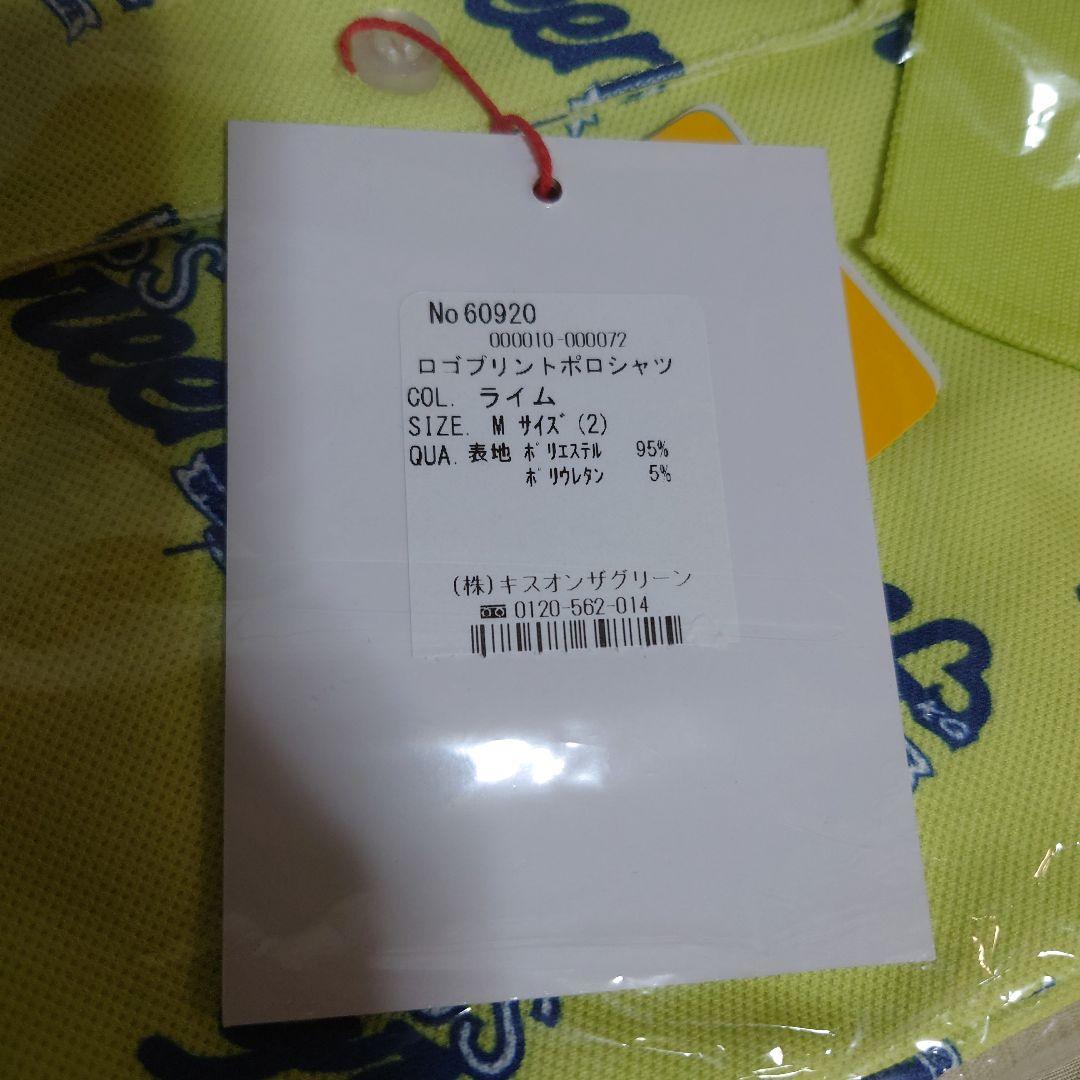 No 60920
000010-000072
ロゴプリントポロシャツ
COL. ライム
SIZE. M ｻｲｽﾞ(2)
QUA. 表地 ﾎﾟﾘｴｽﾃﾙ 95%
ﾎﾟﾘｳﾚﾀﾝ 5%
(株)キスオンザグリーン
0120-562-014